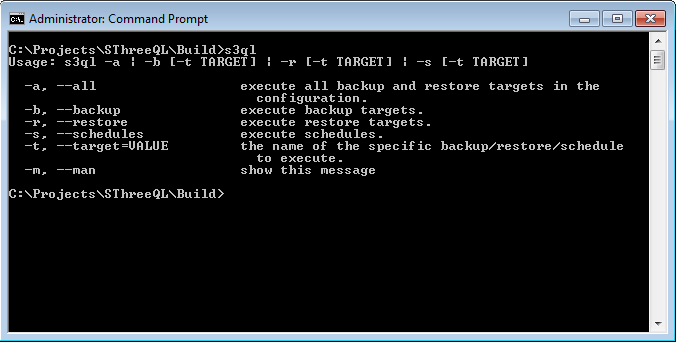 Administrator: Command Prompt
C:\Projects\SThreeQL\Build>s3ql
Usage: s3ql -a ¦ -b [-t TARGET] ¦ -r [-t TARGET] ¦ -s [-t TARGET]
-a, --all execute all backup and restore targets in the
configuration.
-b, --backup execute backup targets.
-r, --restore execute restore targets.
-s, --schedules execute schedules.
-t, --target=VALUE the name of the specific backup/restore/schedule
to execute.
-m, --man show this message
C:\Projects\SThreeQL\Build>